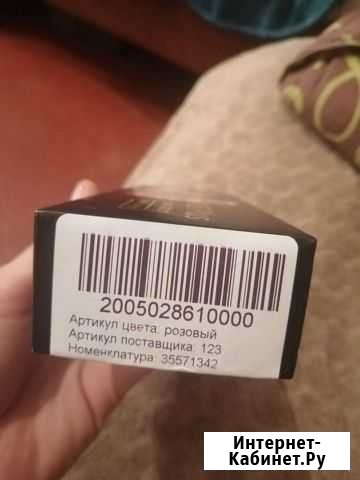 2005028610000
Артикул цвета: розовый
Артикул поставщика: 123
Номенклатура: 35571342
Интернет-
Кабинет.Ру